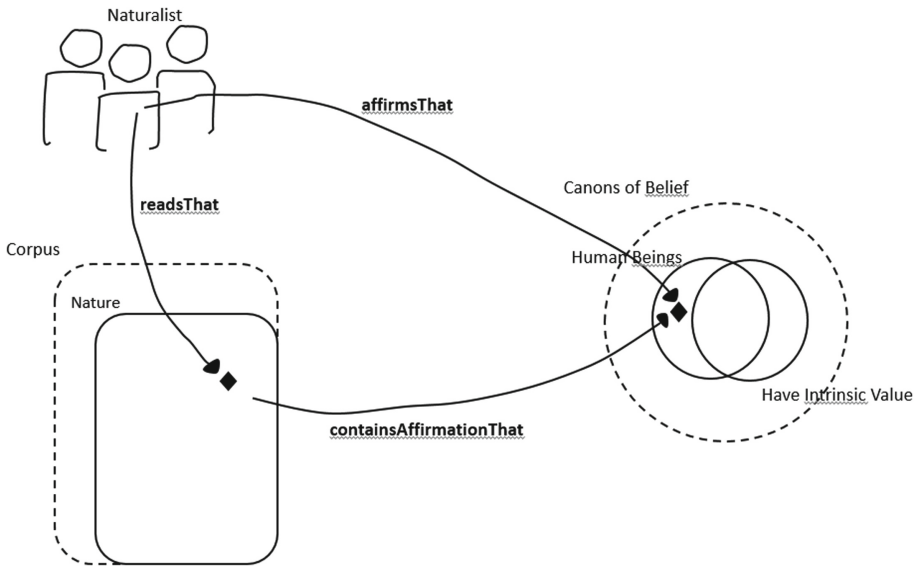 Naturalist
affirmsThat
Canons of Belief
readsThat
Corpus
Human Beings
Nature
Have Intrinsic Value
containsAffirmationThat